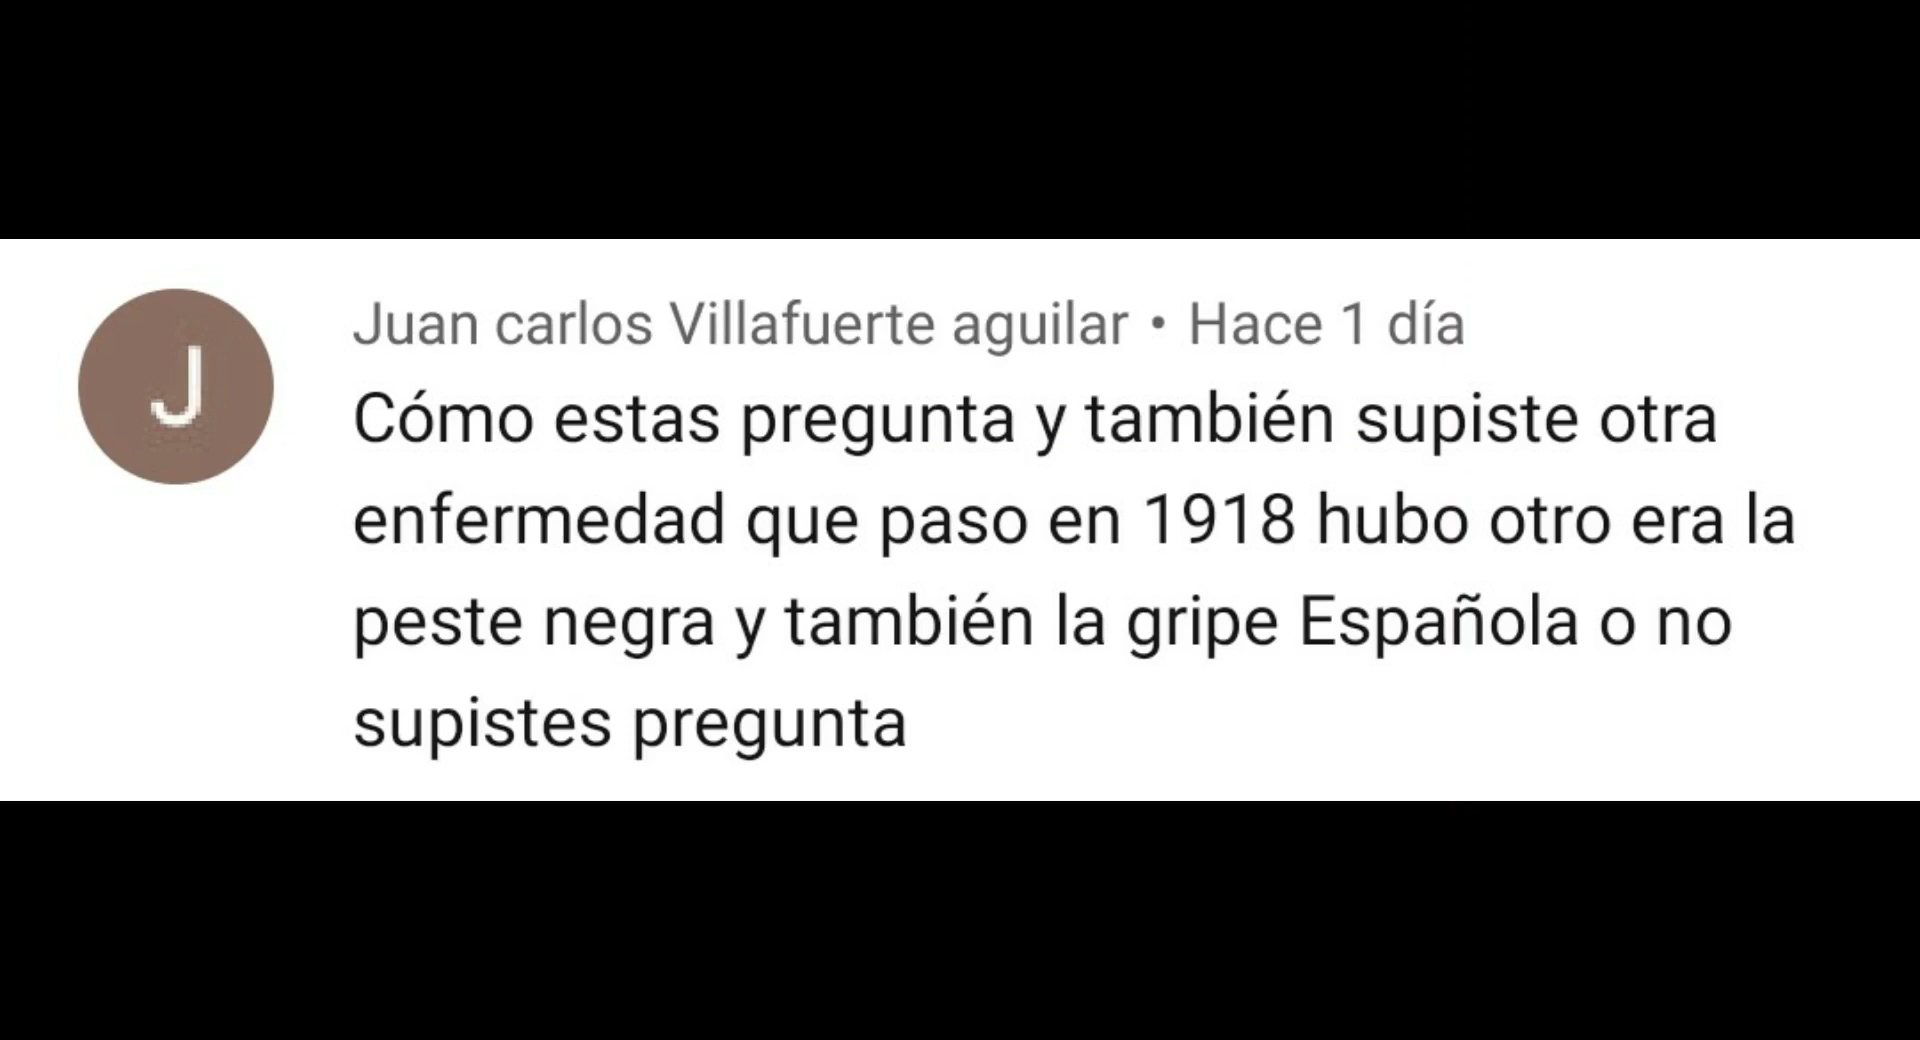 J
Juan carlos Villafuerte aguilar • Hace 1 día
Cómo estas pregunta y también supiste otra
enfermedad que paso en 1918 hubo otro era la
peste negra y también la gripe Española o no
supistes pregunta